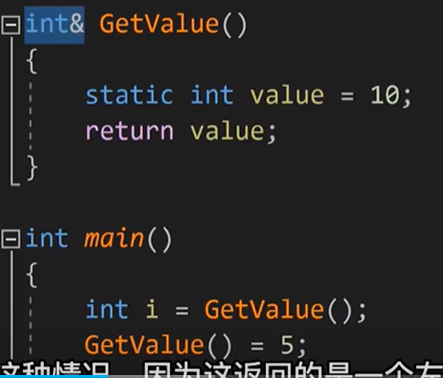 int& GetValue()
{
static int value = 10;
return value;
}
int main()
{
int i = GetValue();
GetValue() = 5;
这种情况 因为这返回的是一个左